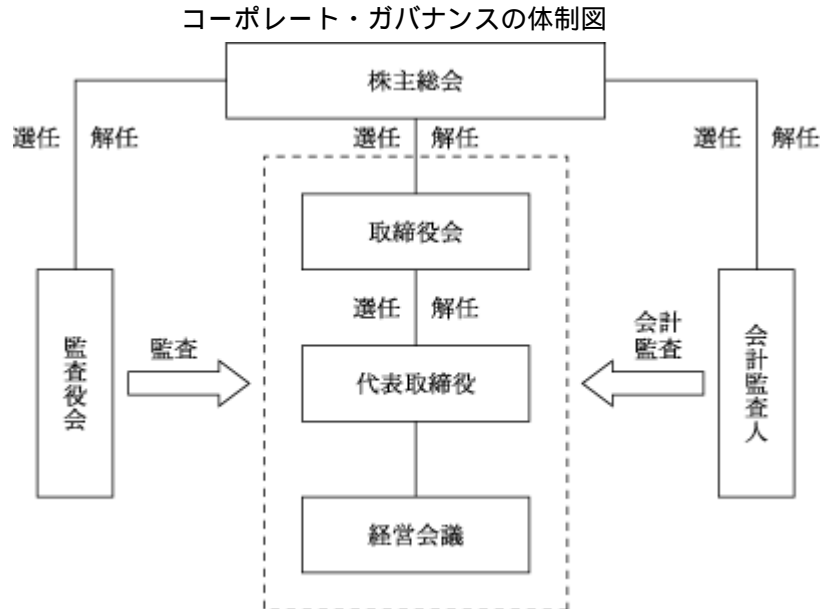 コーポレート・ガバナンスの体制図
株主総会
選任 解任
選任 解任
選任 解任
取締役会
選任 解任
監査役会
監査
代表取締役
会計
監査
会計監査人
経営会議